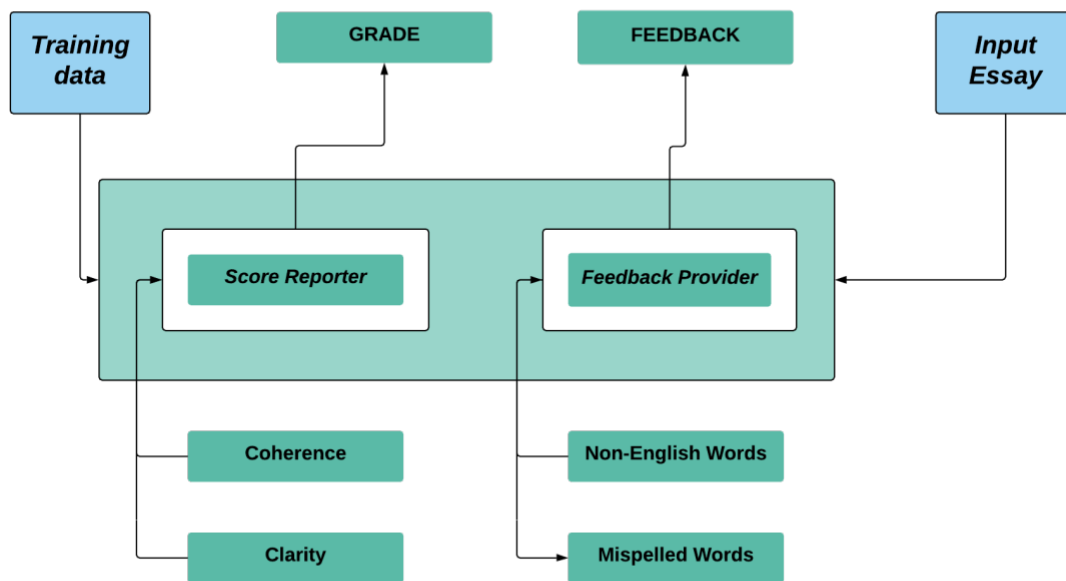 Training
data
GRADE
FEEDBACK
Input
Essay
Score Reporter
Feedback Provider
Coherence
Non-English Words
Clarity
Mispelled Words